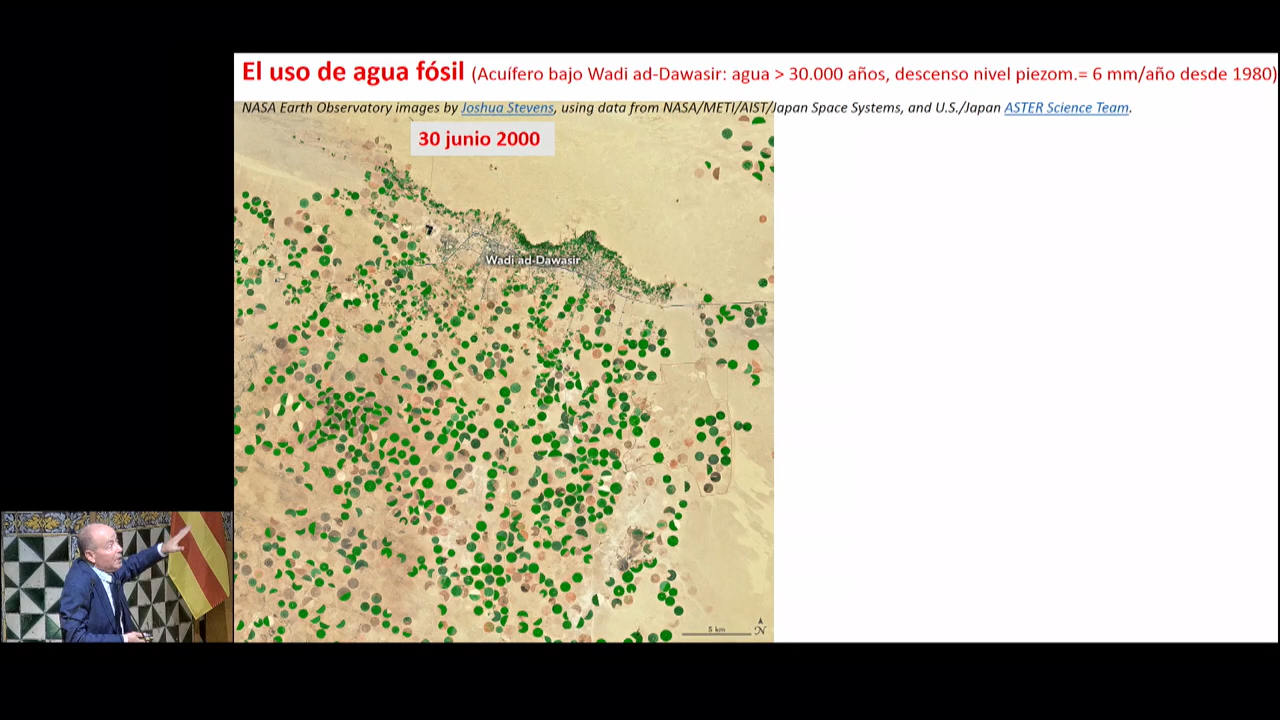 El uso de agua fósil (Acuífero bajo Wadi ad-Dawasir: agua > 30.000 años, descenso nivel piezom.= 6 mm/año desde 1980)
NASA Earth Observatory images by Joshua Stevens, using data from NASA/METI/AIST/Japan Space Systems, and U.S./Japan ASTER Science Team.
30 junio 2000
Wadi ad-Dawasir
5 km
N